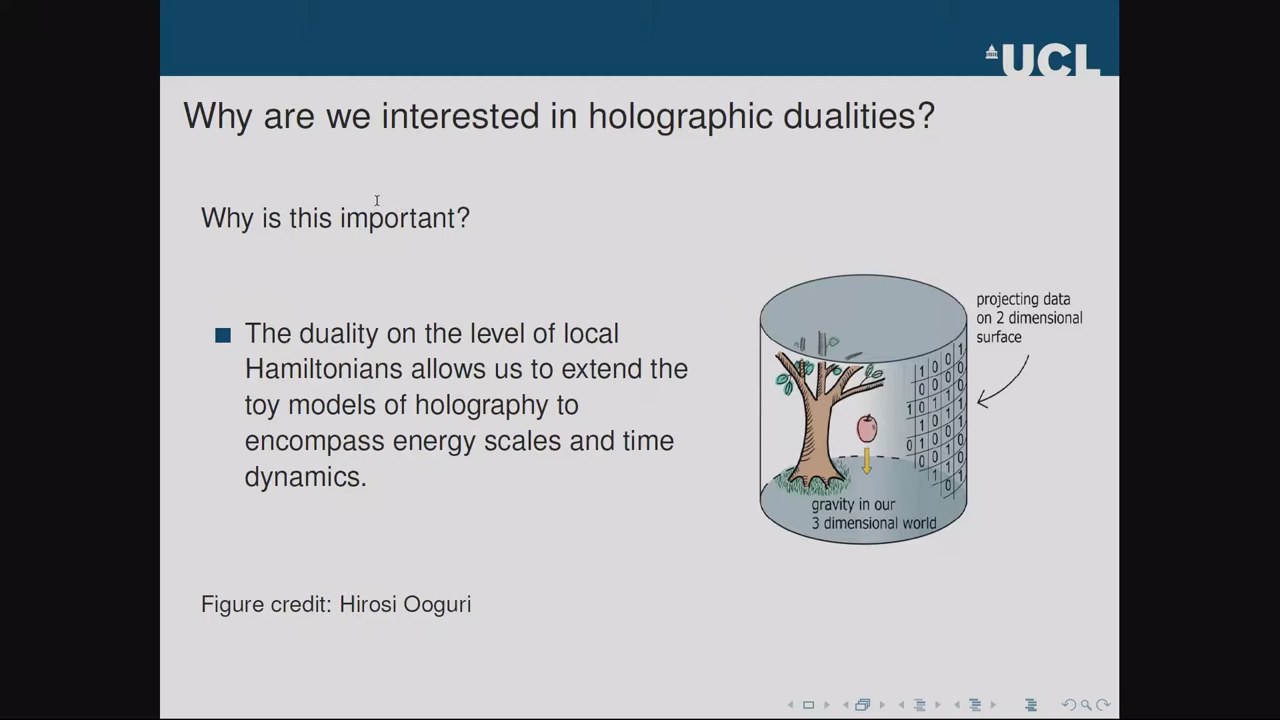 UCL
Why are we interested in holographic dualities?
Why is this important?
The duality on the level of local
Hamiltonians allows us to extend the
toy models of holography to
encompass energy scales and time
dynamics.
projecting data
on 2 dimensional
surface
gravity in our
3 dimensional world
Figure credit: Hirosi Ooguri